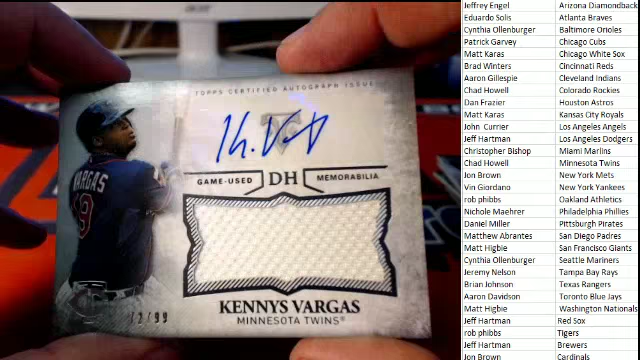 TOPPS CERTIFIED AUTOGRAPH ISSUE
VARGAS
19
GAME-USED DH MEMORABILIA
KENNYS VARGAS
MINNESOTA TWINS®
Jeffrey Engel Arizona Diamondback
Eduardo Solis Atlanta Braves
Cynthia Ollenburger Baltimore Orioles
Patrick Garvey Chicago Cubs
Matt Karas Chicago White Sox
Brad Winters Cincinnati Reds
Aaron Gillespie Cleveland Indians
Chad Howell Colorado Rockies
Dan Frazier Houston Astros
Matt Karas Kansas City Royals
John Currier Los Angeles Angels
Jeff Hartman Los Angeles Dodgers
Christopher Bishop Miami Marlins
Chad Howell Minnesota Twins
Jon Brown New York Mets
Vin Giordano New York Yankees
rob phibbs Oakland Athletics
Nichole Maehrer Philadelphia Phillies
Daniel Miller Pittsburgh Pirates
Matthew Abrantes San Diego Padres
Matt Higbie San Francisco Giants
Cynthia Ollenburger Seattle Mariners
Jeremy Nelson Tampa Bay Rays
Brian Johnson Texas Rangers
Aaron Davidson Toronto Blue Jays
Matt Higbie Washington Nationals
Jeff Hartman Red Sox
rob phibbs Tigers
Jeff Hartman Brewers
Jon Brown Cardinals